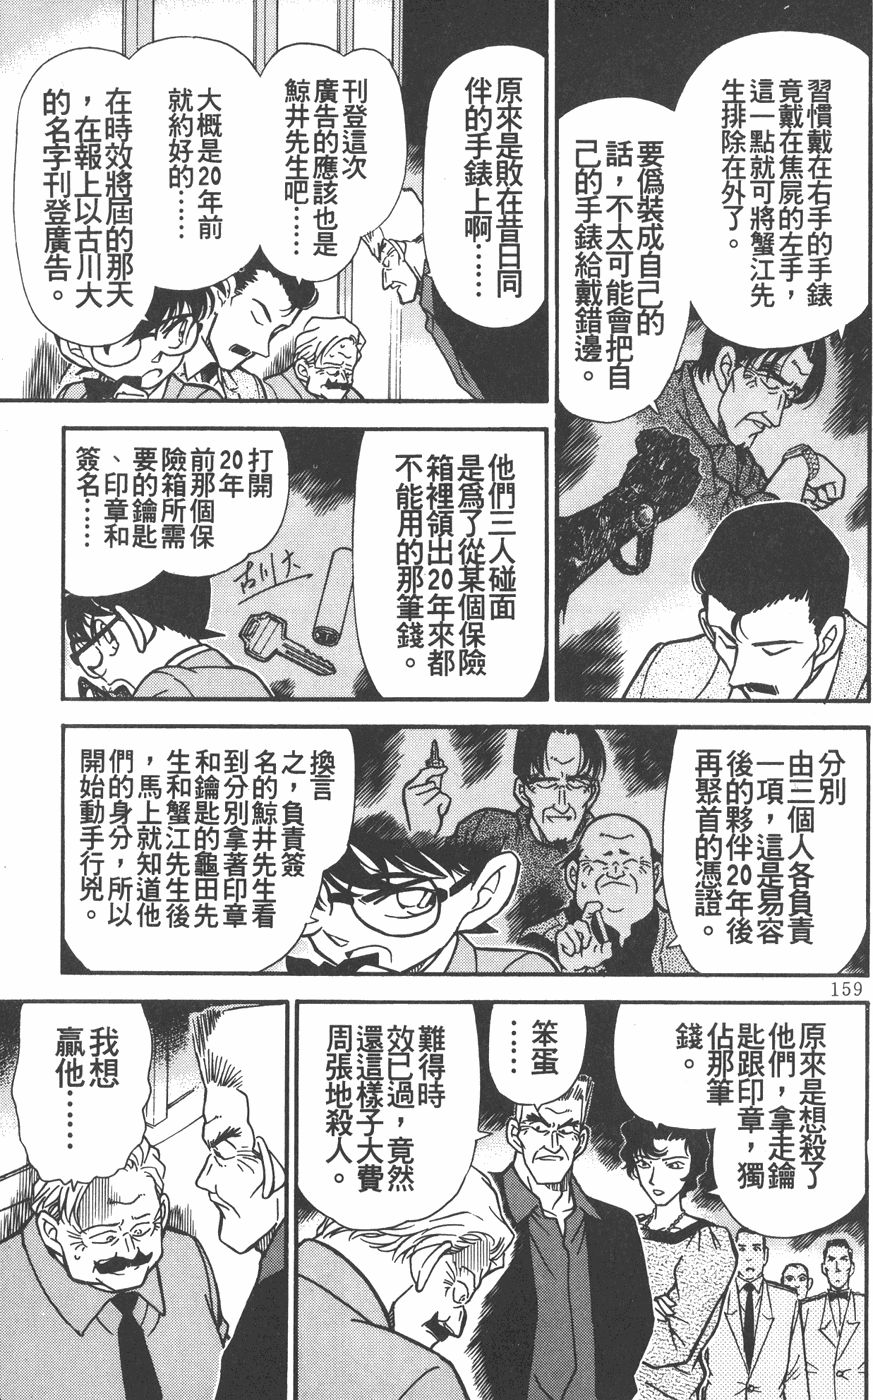 習慣戴在右手的手錶
竟戴在焦屍的左手，
這一點就可將蟹江先
生排除在外了。
要偽裝成自己的
話，不太可能會把自
己的手錶給戴錯邊。
原來是敗在昔日同
伴的手錶上啊……
刊登這次
廣告的應該也是
鯨井先生吧……
大概是20年前
就約好的……
在時效將屆的那天
，在報上以古川大
的名字刊登廣告。
他們三人碰面
是為了從某個保險
箱裡領出20年來都
不能用的那筆錢。
打開
20年
前那個保
險箱所需
要的鑰匙
、印章和
簽名……
古川大
分別
由三個人各負責
一項，這是易容
後的夥伴20年後
再聚首的憑證。
換言
之，負責簽
名的鯨井先生看
到分別拿著印章
和鑰匙的龜田先
生和蟹江先生後
，馬上就知道他
們的身分，所以
開始動手行兇。
159
原來是想殺了
他們，拿走鑰
匙跟印章，獨
佔那筆
錢。
笨蛋
……
難得時
效已過，竟然
還這樣子大費
周張地殺人。
我想
贏他……